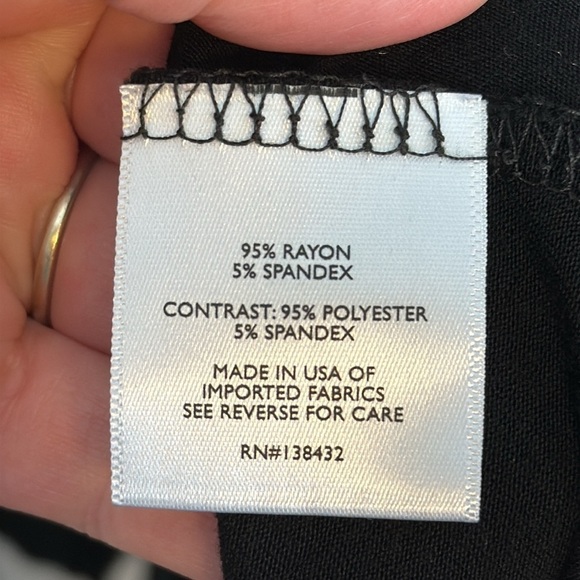 95% RAYON
5% SPANDEX
CONTRAST: 95% POLYESTER
5% SPANDEX
MADE IN USA OF
IMPORTED FABRICS
SEE REVERSE FOR CARE
RN#138432